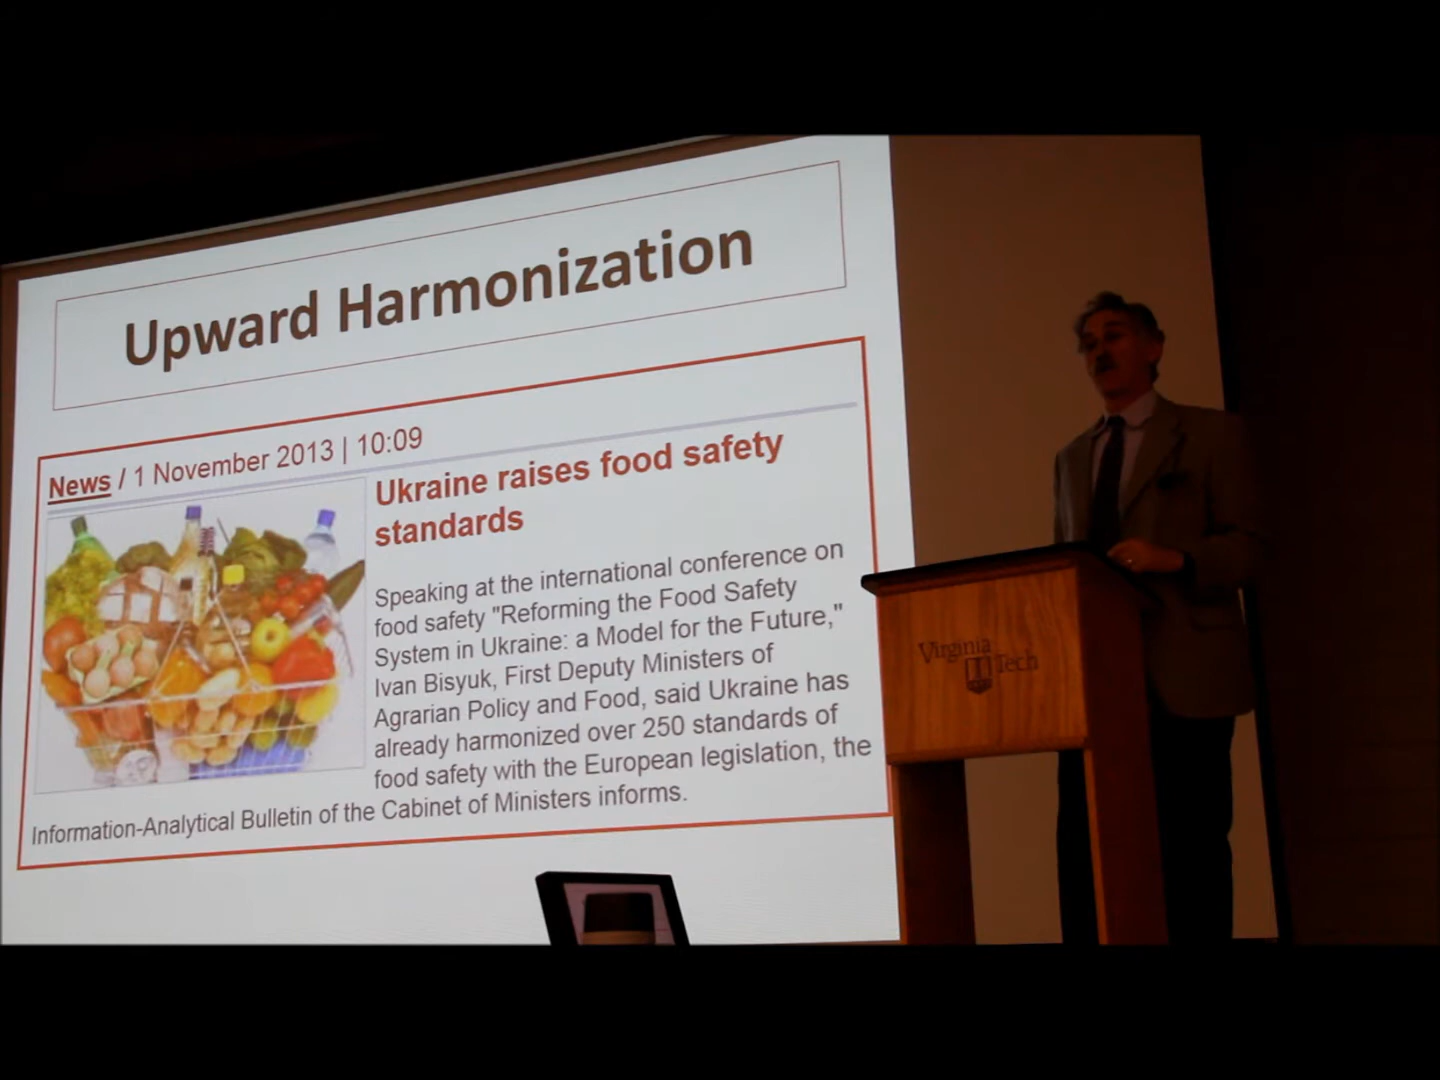 Upward Harmonization
News / 1 November 2013 | 10:09
Ukraine raises food safety
standards
Speaking at the international conference on
food safety "Reforming the Food Safety
System in Ukraine: a Model for the Future,"
Ivan Bisyuk, First Deputy Ministers of
Agrarian Policy and Food, said Ukraine has
already harmonized over 250 standards of
food safety with the European legislation, the
Information-Analytical Bulletin of the Cabinet of Ministers informs.
Virginia
Tech